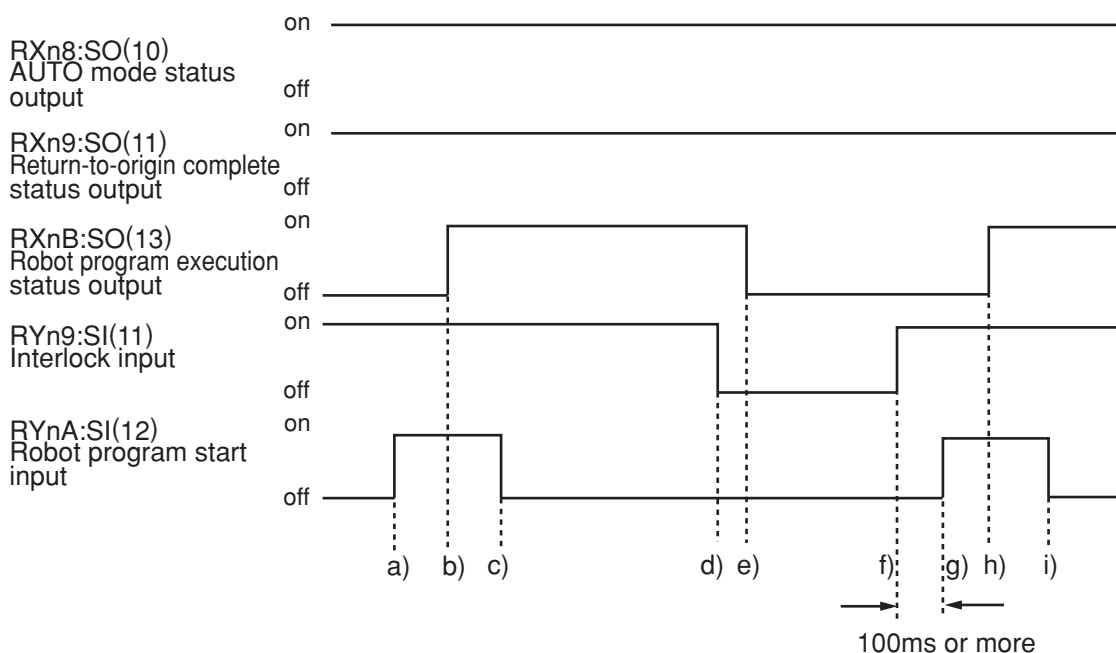 on
RXn8:SO(10)
AUTO mode status
output
off
on
RXn9:SO(11)
Return-to-origin complete
status output
off
on
RXnB:SO(13)
Robot program execution
status output
off
on
RYn9:SI(11)
Interlock input
off
on
RYnA:SI(12)
Robot program start
input
off
a) b) c) d) e) f) g) h) i)
100ms or more